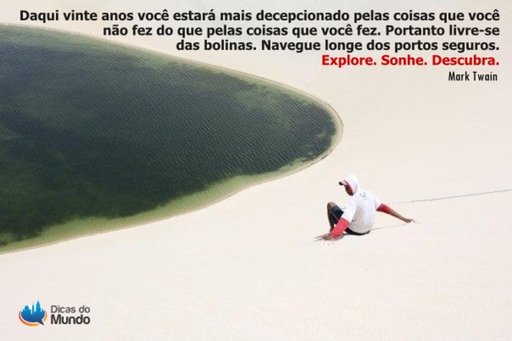 Daqui vinte anos você estará mais decepcionado pelas coisas que você
não fez do que pelas coisas que você fez. Portanto livre-se
das bolinas. Navegue longe dos portos seguros.
Explore. Sonhe. Descubra.
Mark Twain
Dicas do
Mundo